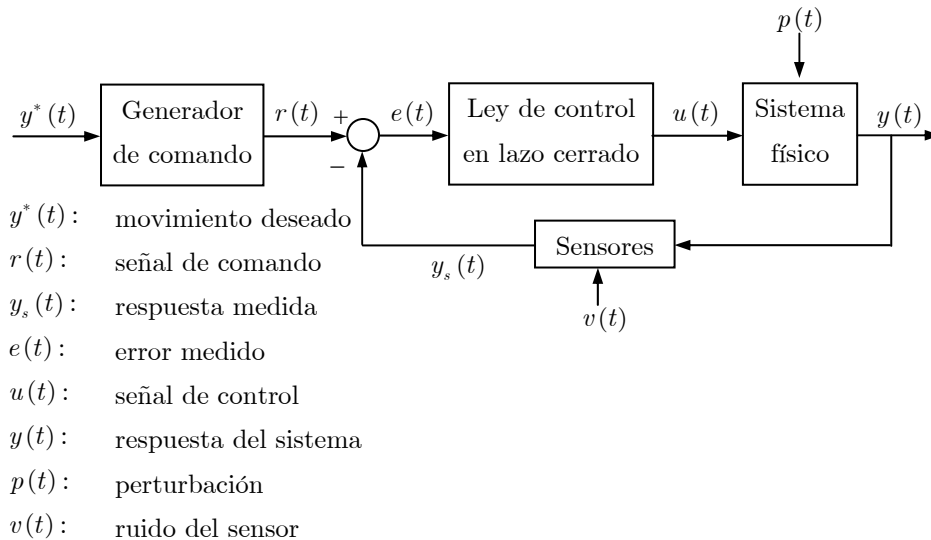 p(t)
y*(t)
Generador
de comando
r(t)
+
−
e(t)
Ley de control
en lazo cerrado
u(t)
Sistema
físico
y(t)
Sensores
y_s(t)
v(t)
y*(t): movimiento deseado
r(t): señal de comando
y_s(t): respuesta medida
e(t): error medido
u(t): señal de control
y(t): respuesta del sistema
p(t): perturbación
v(t): ruido del sensor